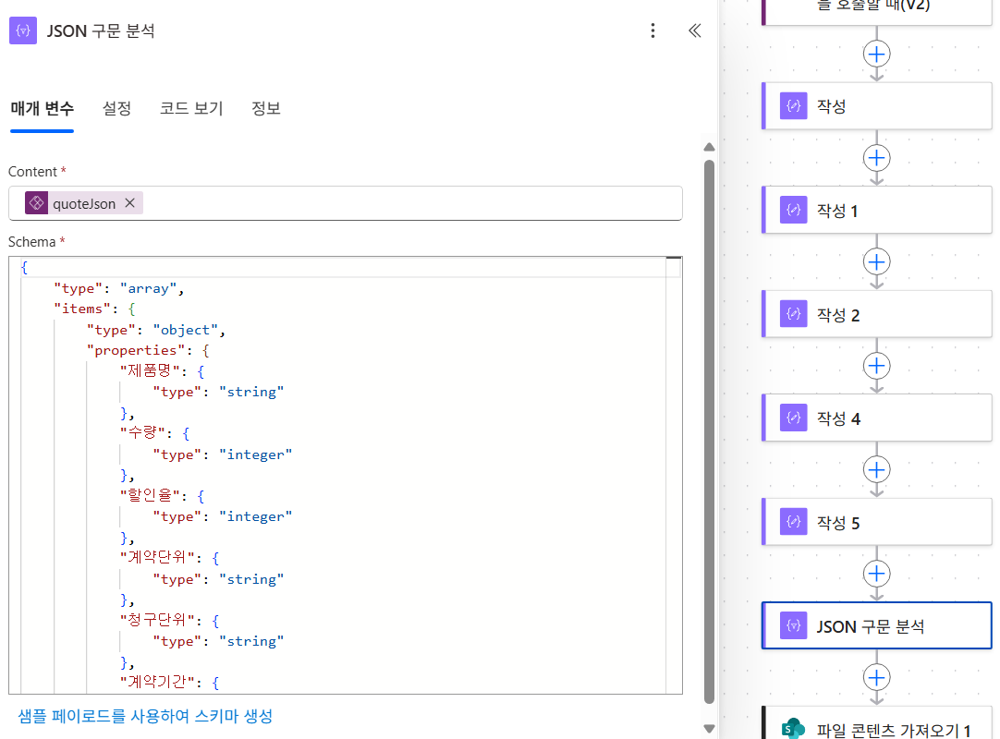 JSON 구문 분석
매개 변수
설정
코드 보기
정보
Content *
quoteJson
Schema *
{
"type": "array",
"items": {
"type": "object",
"properties": {
"제품명": {
"type": "string"
},
"수량": {
"type": "integer"
},
"할인율": {
"type": "integer"
},
"계약단위": {
"type": "string"
},
"청구단위": {
"type": "string"
},
"계약기간": {
샘플 페이로드를 사용하여 스키마 생성
을 호출할 때(V2)
작성
작성 1
작성 2
작성 4
작성 5
JSON 구문 분석
파일 콘텐츠 가져오기 1